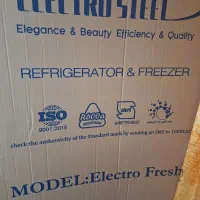 ELECTRO STEEL
Elegance & Beauty Efficiency & Quality
REFRIGERATOR & FREEZER
ISO
9001:2015
check the authenticity of the Standard mark by sending an SMS to
MODEL:Electro Fresh